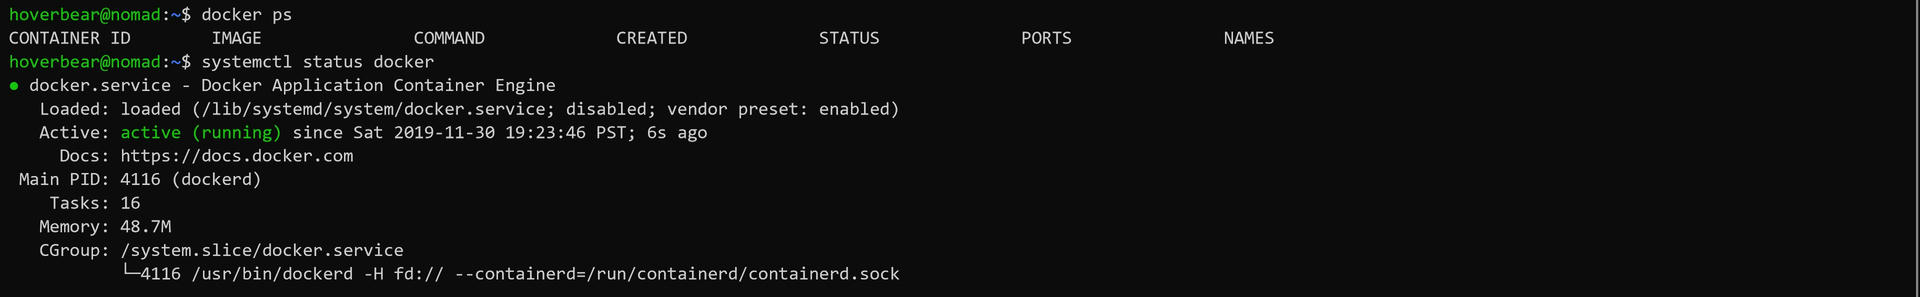 hoverbear@nomad:~$ docker ps
CONTAINER ID        IMAGE               COMMAND             CREATED             STATUS              PORTS               NAMES
hoverbear@nomad:~$ systemctl status docker
● docker.service - Docker Application Container Engine
   Loaded: loaded (/lib/systemd/system/docker.service; disabled; vendor preset: enabled)
   Active: active (running) since Sat 2019-11-30 19:23:46 PST; 6s ago
     Docs: https://docs.docker.com
 Main PID: 4116 (dockerd)
    Tasks: 16
   Memory: 48.7M
   CGroup: /system.slice/docker.service
           └─4116 /usr/bin/dockerd -H fd:// --containerd=/run/containerd/containerd.sock